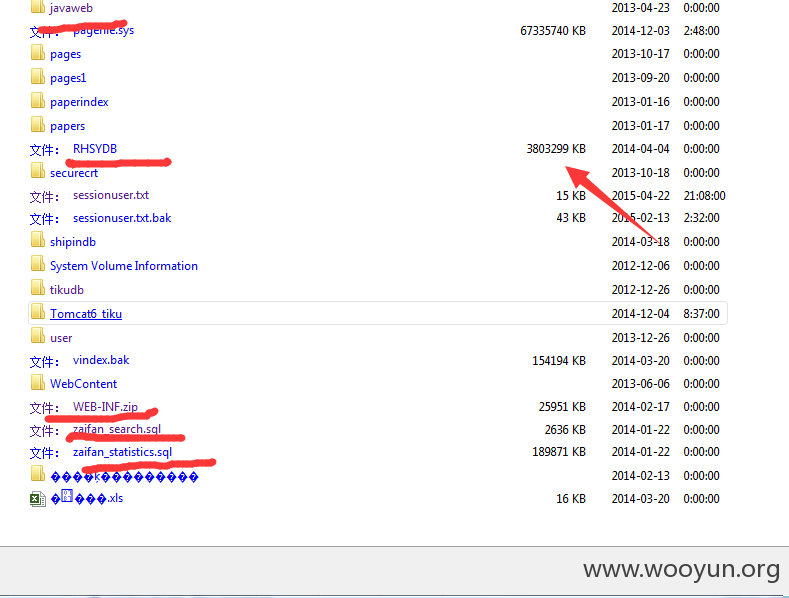 javaweb 2013-04-23 0:00:00
文件： pagefile.sys 67335740 KB 2014-12-03 2:48:00
pages 2013-10-17 0:00:00
pages1 2013-09-20 0:00:00
paperindex 2013-01-16 0:00:00
papers 2013-01-17 0:00:00
文件： RHSYDB 3803299 KB 2014-04-04 0:00:00
securecrt 2013-10-18 0:00:00
文件： sessionuser.txt 15 KB 2015-04-22 21:08:00
文件： sessionuser.txt.bak 43 KB 2015-02-13 2:32:00
shipindb 2014-03-18 0:00:00
System Volume Information 2012-12-06 0:00:00
tikudb 2012-12-26 0:00:00
Tomcat6_tiku 2014-12-04 8:37:00
user 2013-12-26 0:00:00
文件： vindex.bak 154194 KB 2014-03-20 0:00:00
WebContent 2013-06-06 0:00:00
文件： WEB-INF.zip 25951 KB 2014-02-17 0:00:00
文件： zaifan_search.sql 2636 KB 2014-01-22 0:00:00
文件： zaifan_statistics.sql 189871 KB 2014-01-22 0:00:00
2014-02-13 0:00:00
.xls 16 KB 2014-03-20 0:00:00
www.wooyun.org